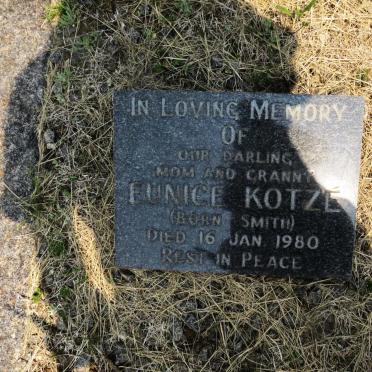 IN LOVING MEMORY
OF
OUR DARLING
MOM AND GRANNY
EUNICE KOTZÉ
(BORN SMITH)
DIED 16 JAN 1980
REST IN PEACE